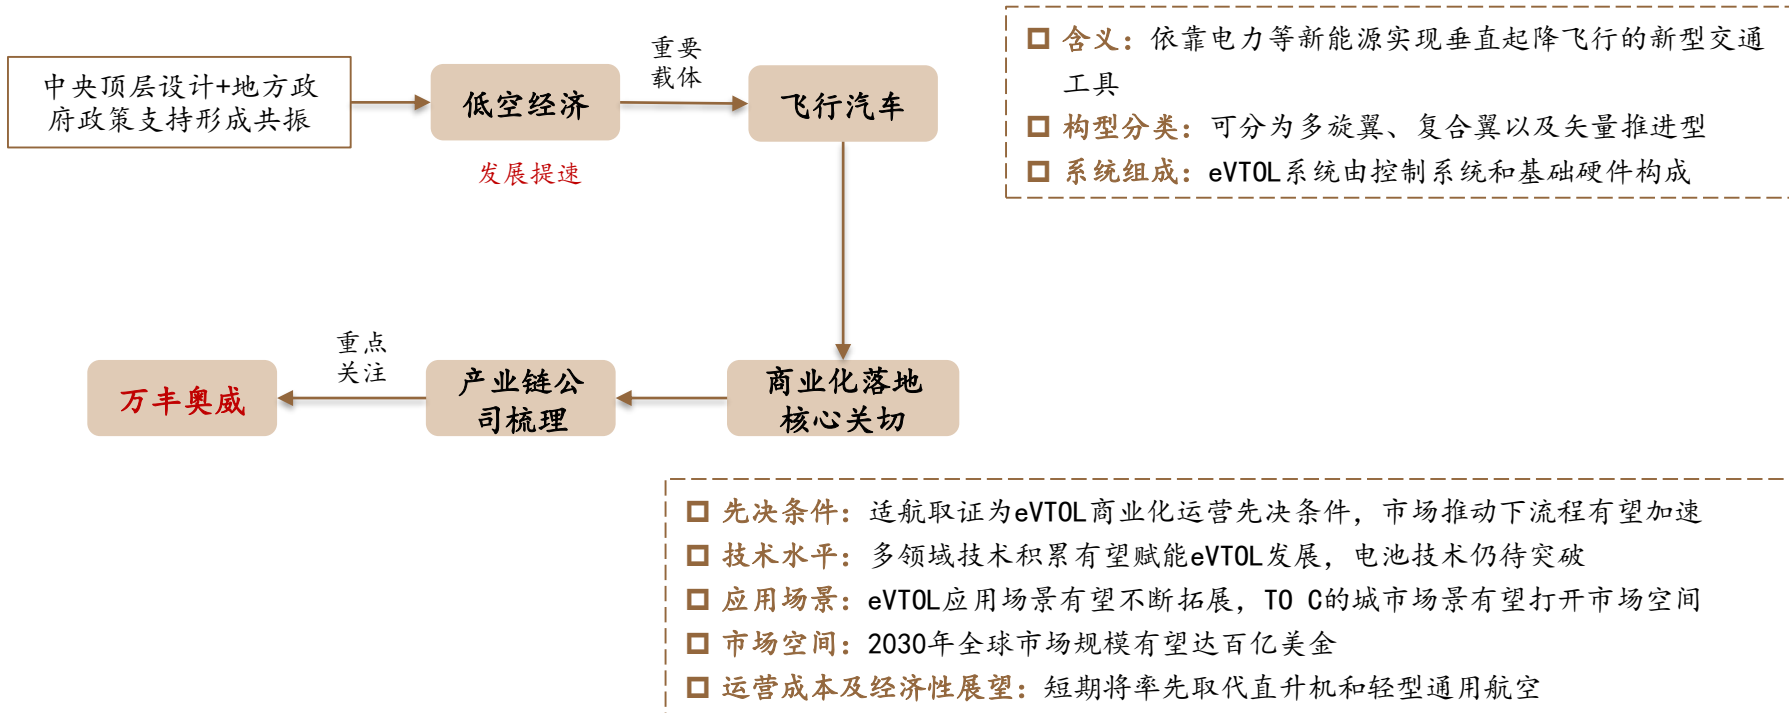 中央顶层设计+地方政
府政策支持形成共振
低空经济
发展提速
重要
载体
飞行汽车
含义：依靠电力等新能源实现垂直起降飞行的新型交通
工具
构型分类：可分为多旋翼、复合翼以及矢量推进型
系统组成：eVTOL系统由控制系统和基础硬件构成
万丰奥威
重点
关注
产业链公
司梳理
商业化落地
核心关切
先决条件：适航取证为eVTOL商业化运营先决条件，市场推动下流程有望加速
技术水平：多领域技术积累有望赋能eVTOL发展，电池技术仍待突破
应用场景：eVTOL应用场景有望不断拓展，TO C的城市场景有望打开市场空间
市场空间：2030年全球市场规模有望达百亿美金
运营成本及经济性展望：短期将率先取代直升机和轻型通用航空